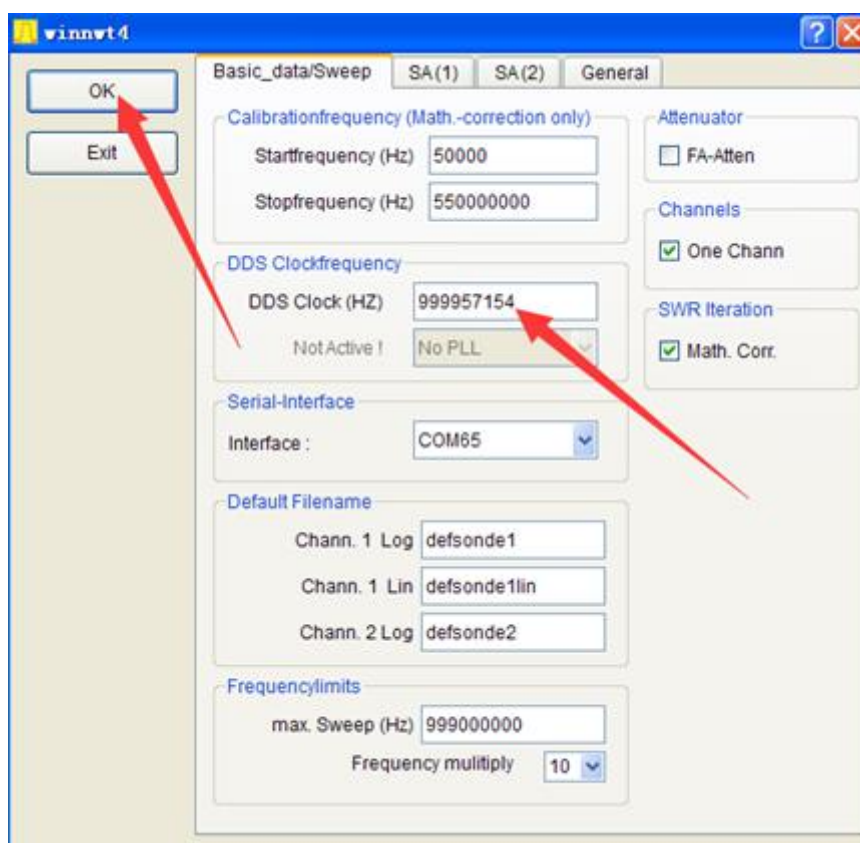 winnwt4
OK
Exit
Basic_data/Sweep SA(1) SA(2) General
Calibrationfrequency (Math.-correction only)
Startfrequency (Hz) 50000
Stopfrequency (Hz) 550000000
DDS Clockfrequency
DDS Clock (HZ) 999957154
Not Active ! No PLL
Serial-Interface
Interface : COM65
Default Filename
Chann. 1 Log defsonde1
Chann. 1 Lin defsonde1lin
Chann. 2 Log defsonde2
Frequencylimits
max. Sweep (Hz) 999000000
Frequency mulitiply 10
Attenuator
FA-Atten
Channels
One Chann
SWR Iteration
Math. Corr.